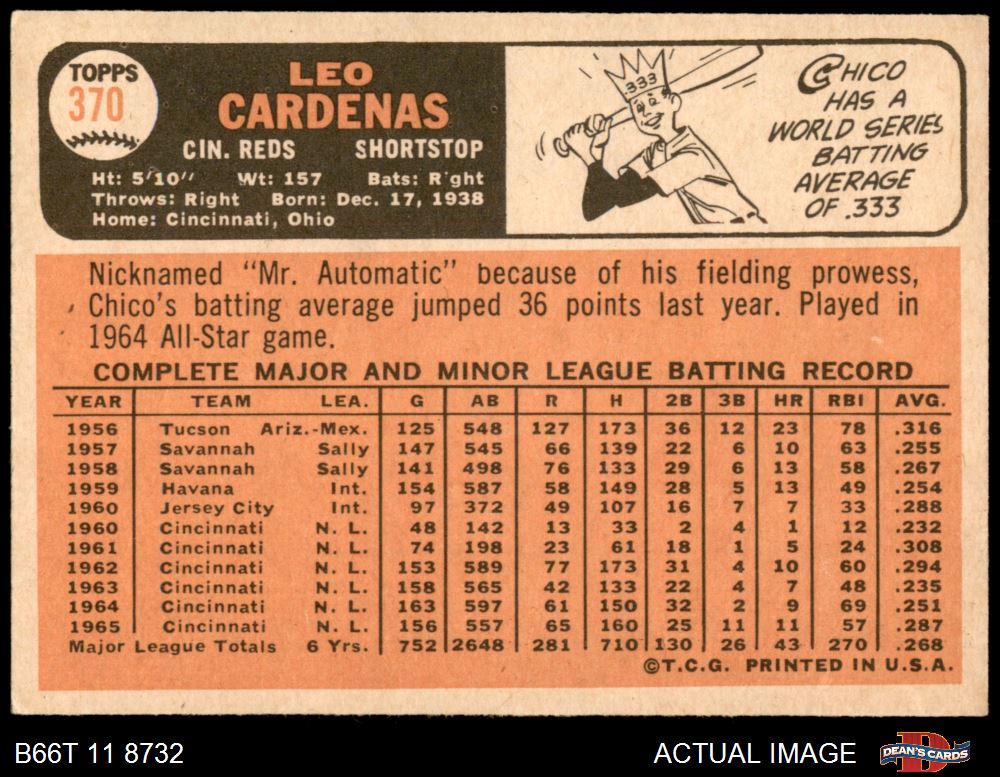 TOPPS
370
LEO
CARDENAS
CIN. REDS SHORTSTOP
Ht: 5'10" Wt: 157 Bats: R'ght
Throws: Right Born: Dec. 17, 1938
Home: Cincinnati, Ohio
.333
CHICO
HAS A
WORLD SERIES
BATTING
AVERAGE
OF .333
Nicknamed "Mr. Automatic" because of his fielding prowess,
Chico's batting average jumped 36 points last year. Played in
1964 All-Star game.
COMPLETE MAJOR AND MINOR LEAGUE BATTING RECORD
YEAR TEAM LEA. G AB R H 2B 3B HR RBI AVG.
1956 Tucson Ariz.-Mex. 125 548 127 173 36 12 23 78 .316
1957 Savannah Sally 147 545 66 139 22 6 10 63 .255
1958 Savannah Sally 141 498 76 133 29 6 13 58 .267
1959 Havana Int. 154 587 58 149 28 5 13 49 .254
1960 Jersey City Int. 97 372 49 107 16 7 7 33 .288
1960 Cincinnati N. L. 48 142 13 33 2 4 1 12 .232
1961 Cincinnati N. L. 74 198 23 61 18 1 5 24 .308
1962 Cincinnati N. L. 153 589 77 173 31 4 10 60 .294
1963 Cincinnati N. L. 158 565 42 133 22 4 7 48 .235
1964 Cincinnati N. L. 163 597 61 150 32 2 9 69 .251
1965 Cincinnati N. L. 156 557 65 160 25 11 11 57 .287
Major League Totals 6 Yrs. 752 2648 281 710 130 26 43 270 .268
©T.C.G. PRINTED IN U.S.A.
B66T 11 8732 ACTUAL IMAGE DEAN'S CARDS